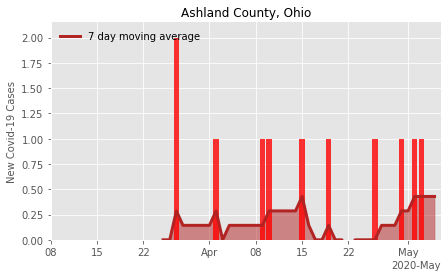 Ashland County, Ohio
7 day moving average
New Covid-19 Cases
2.00
1.75
1.50
1.25
1.00
0.75
0.50
0.25
0.00
08 15 22 Apr 08 15 22 May
2020-May